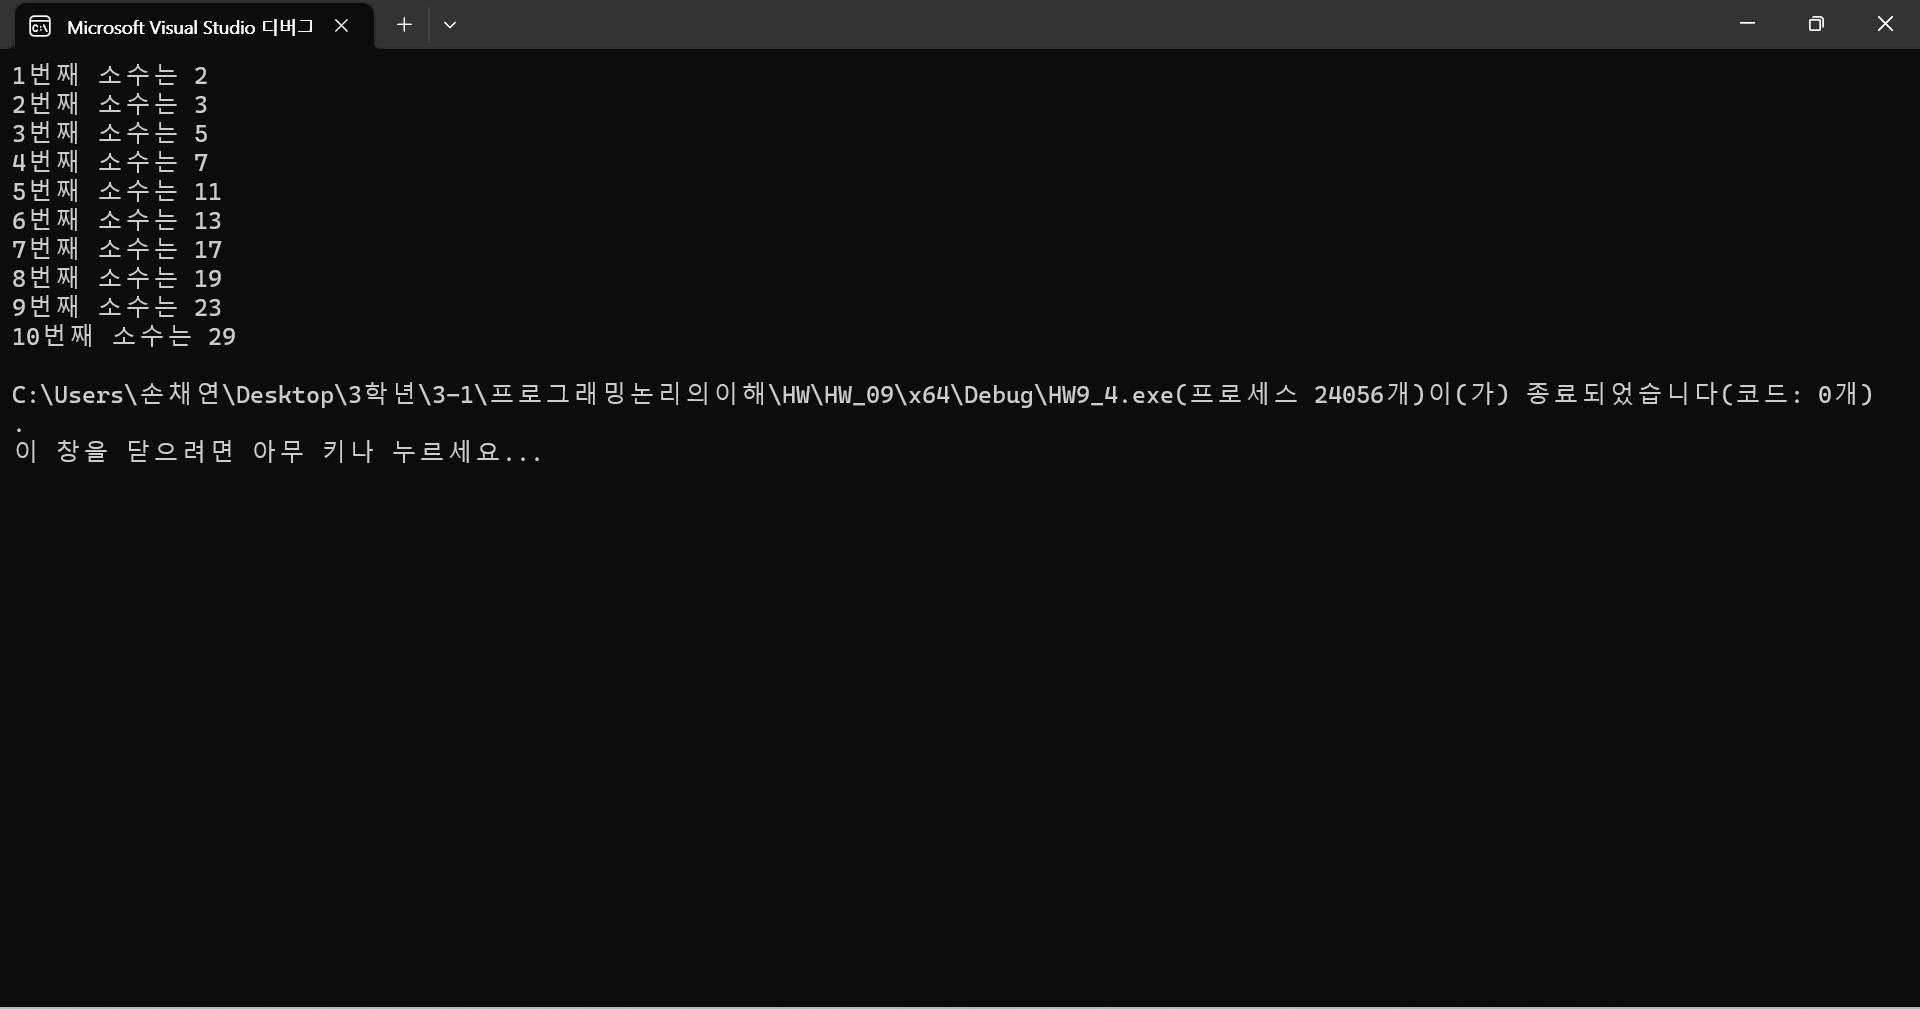 Microsoft Visual Studio 디버그
1번째 소수는 2
2번째 소수는 3
3번째 소수는 5
4번째 소수는 7
5번째 소수는 11
6번째 소수는 13
7번째 소수는 17
8번째 소수는 19
9번째 소수는 23
10번째 소수는 29
C:\Users\손채연\Desktop\3학년\3-1\프로그래밍논리의이해\HW\HW_09\x64\Debug\HW9_4.exe(프로세스 24056개)이(가) 종료되었습니다(코드: 0개)
.
이 창을 닫으려면 아무 키나 누르세요...